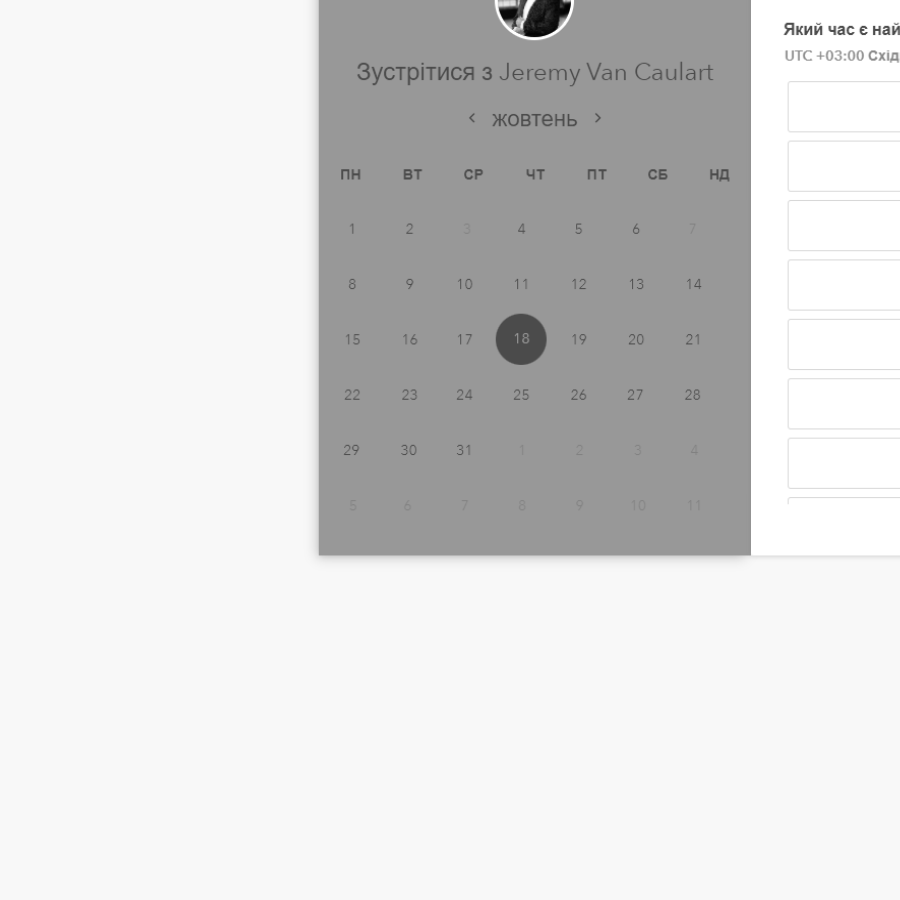 Зустрітися з Jeremy Van Caulart
‹ жовтень ›
ПН ВТ СР ЧТ ПТ СБ НД
1 2 3 4 5 6 7
8 9 10 11 12 13 14
15 16 17 18 19 20 21
22 23 24 25 26 27 28
29 30 31 1 2 3 4
5 6 7 8 9 10 11
Який час є най
UTC +03:00 Схід